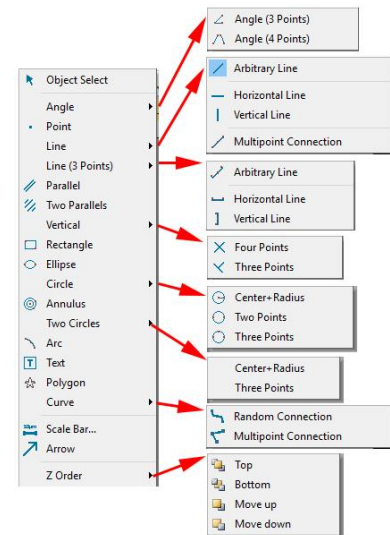 Object Select
Angle
Point
Line
Line (3 Points)
Parallel
Two Parallels
Vertical
Rectangle
Ellipse
Circle
Annulus
Two Circles
Arc
T Text
Polygon
Curve
Scale Bar...
Arrow
Z Order
Angle (3 Points)
Angle (4 Points)
Arbitrary Line
Horizontal Line
Vertical Line
Multipoint Connection
Arbitrary Line
Horizontal Line
Vertical Line
Four Points
Three Points
Center+Radius
Two Points
Three Points
Center+Radius
Three Points
Random Connection
Multipoint Connection
Top
Bottom
Move up
Move down